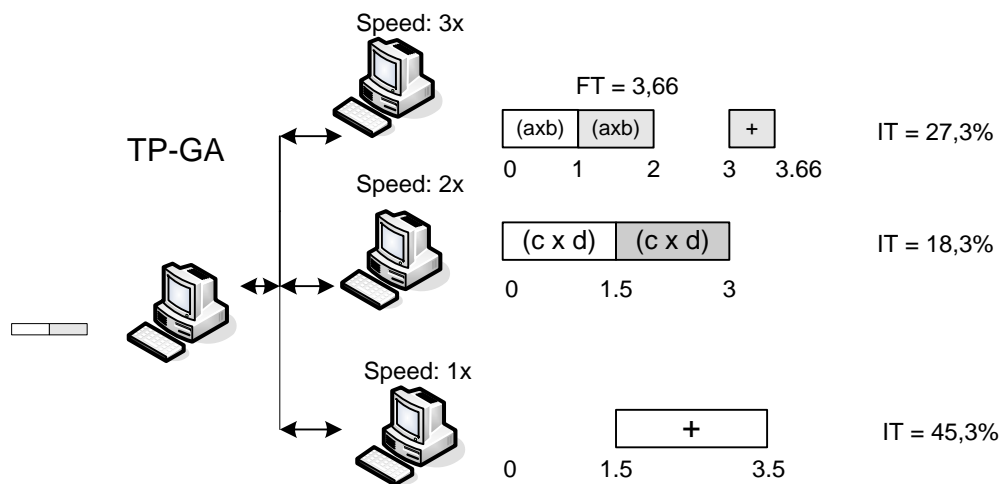 Speed: 3x
FT = 3,66
(axb) (axb) + IT = 27,3%
0 1 2 3 3.66
TP-GA
Speed: 2x
(c x d) (c x d) IT = 18,3%
0 1.5 3
Speed: 1x
+ IT = 45,3%
0 1.5 3.5